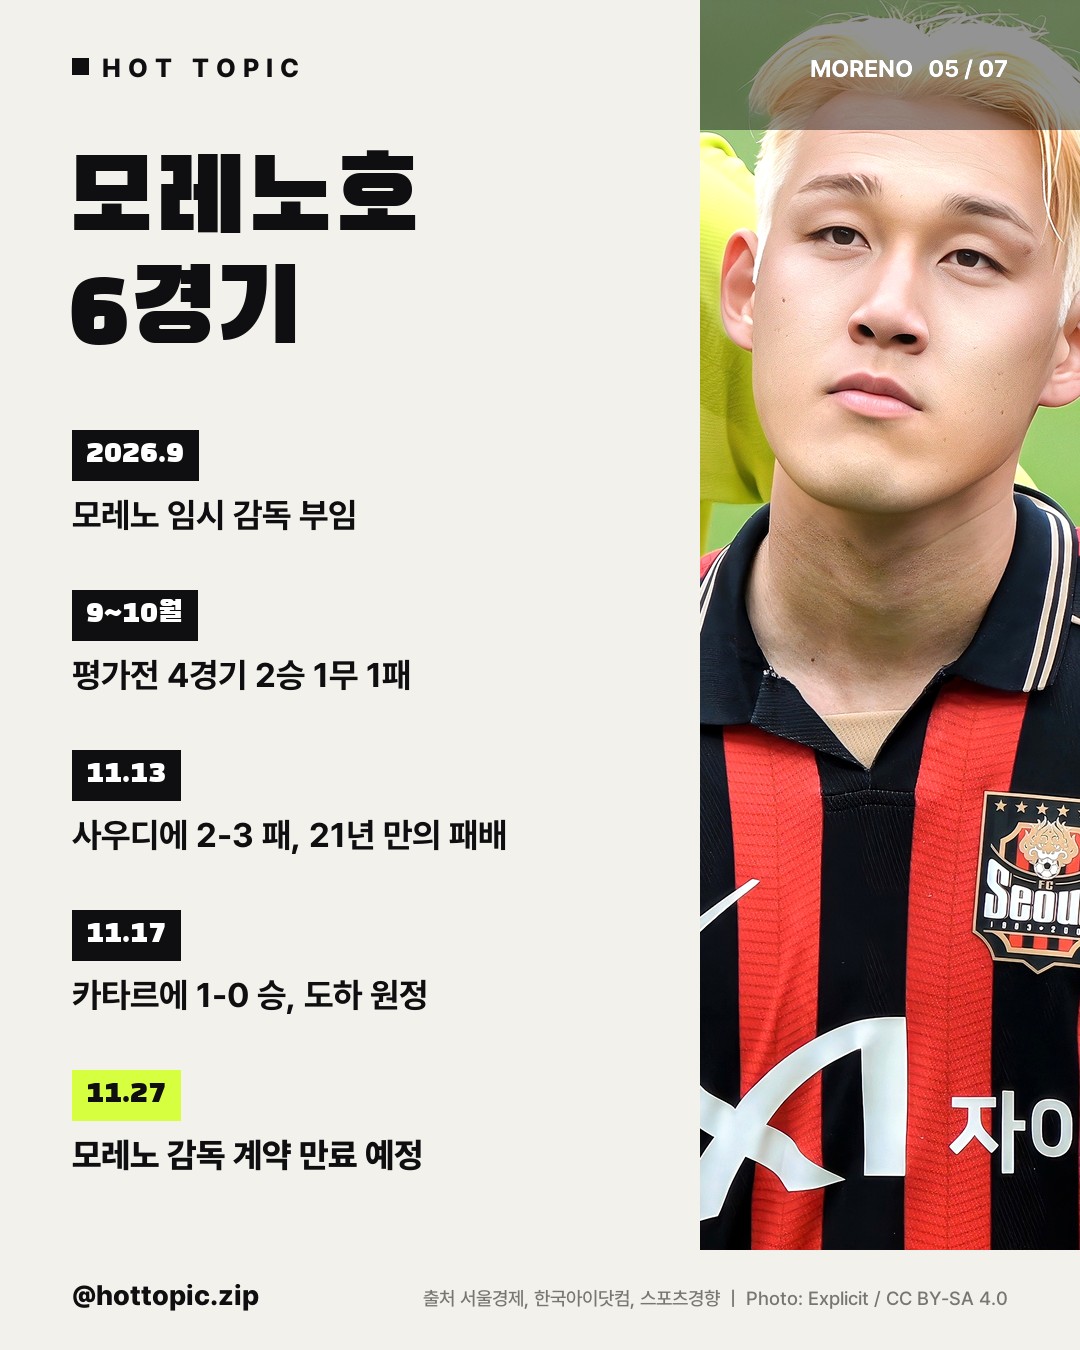 HOT TOPIC
MORENO 05 / 07
모레노호
6경기
2026.9
모레노 임시 감독 부임
9~10월
평가전 4경기 2승 1무 1패
11.13
사우디에 2-3 패, 21년 만의 패배
11.17
카타르에 1-0 승, 도하 원정
11.27
모레노 감독 계약 만료 예정
FC
Seou
자이
@hottopic.zip
출처 서울경제, 한국아이닷컴, 스포츠경향 | Photo: Explicit / CC BY-SA 4.0